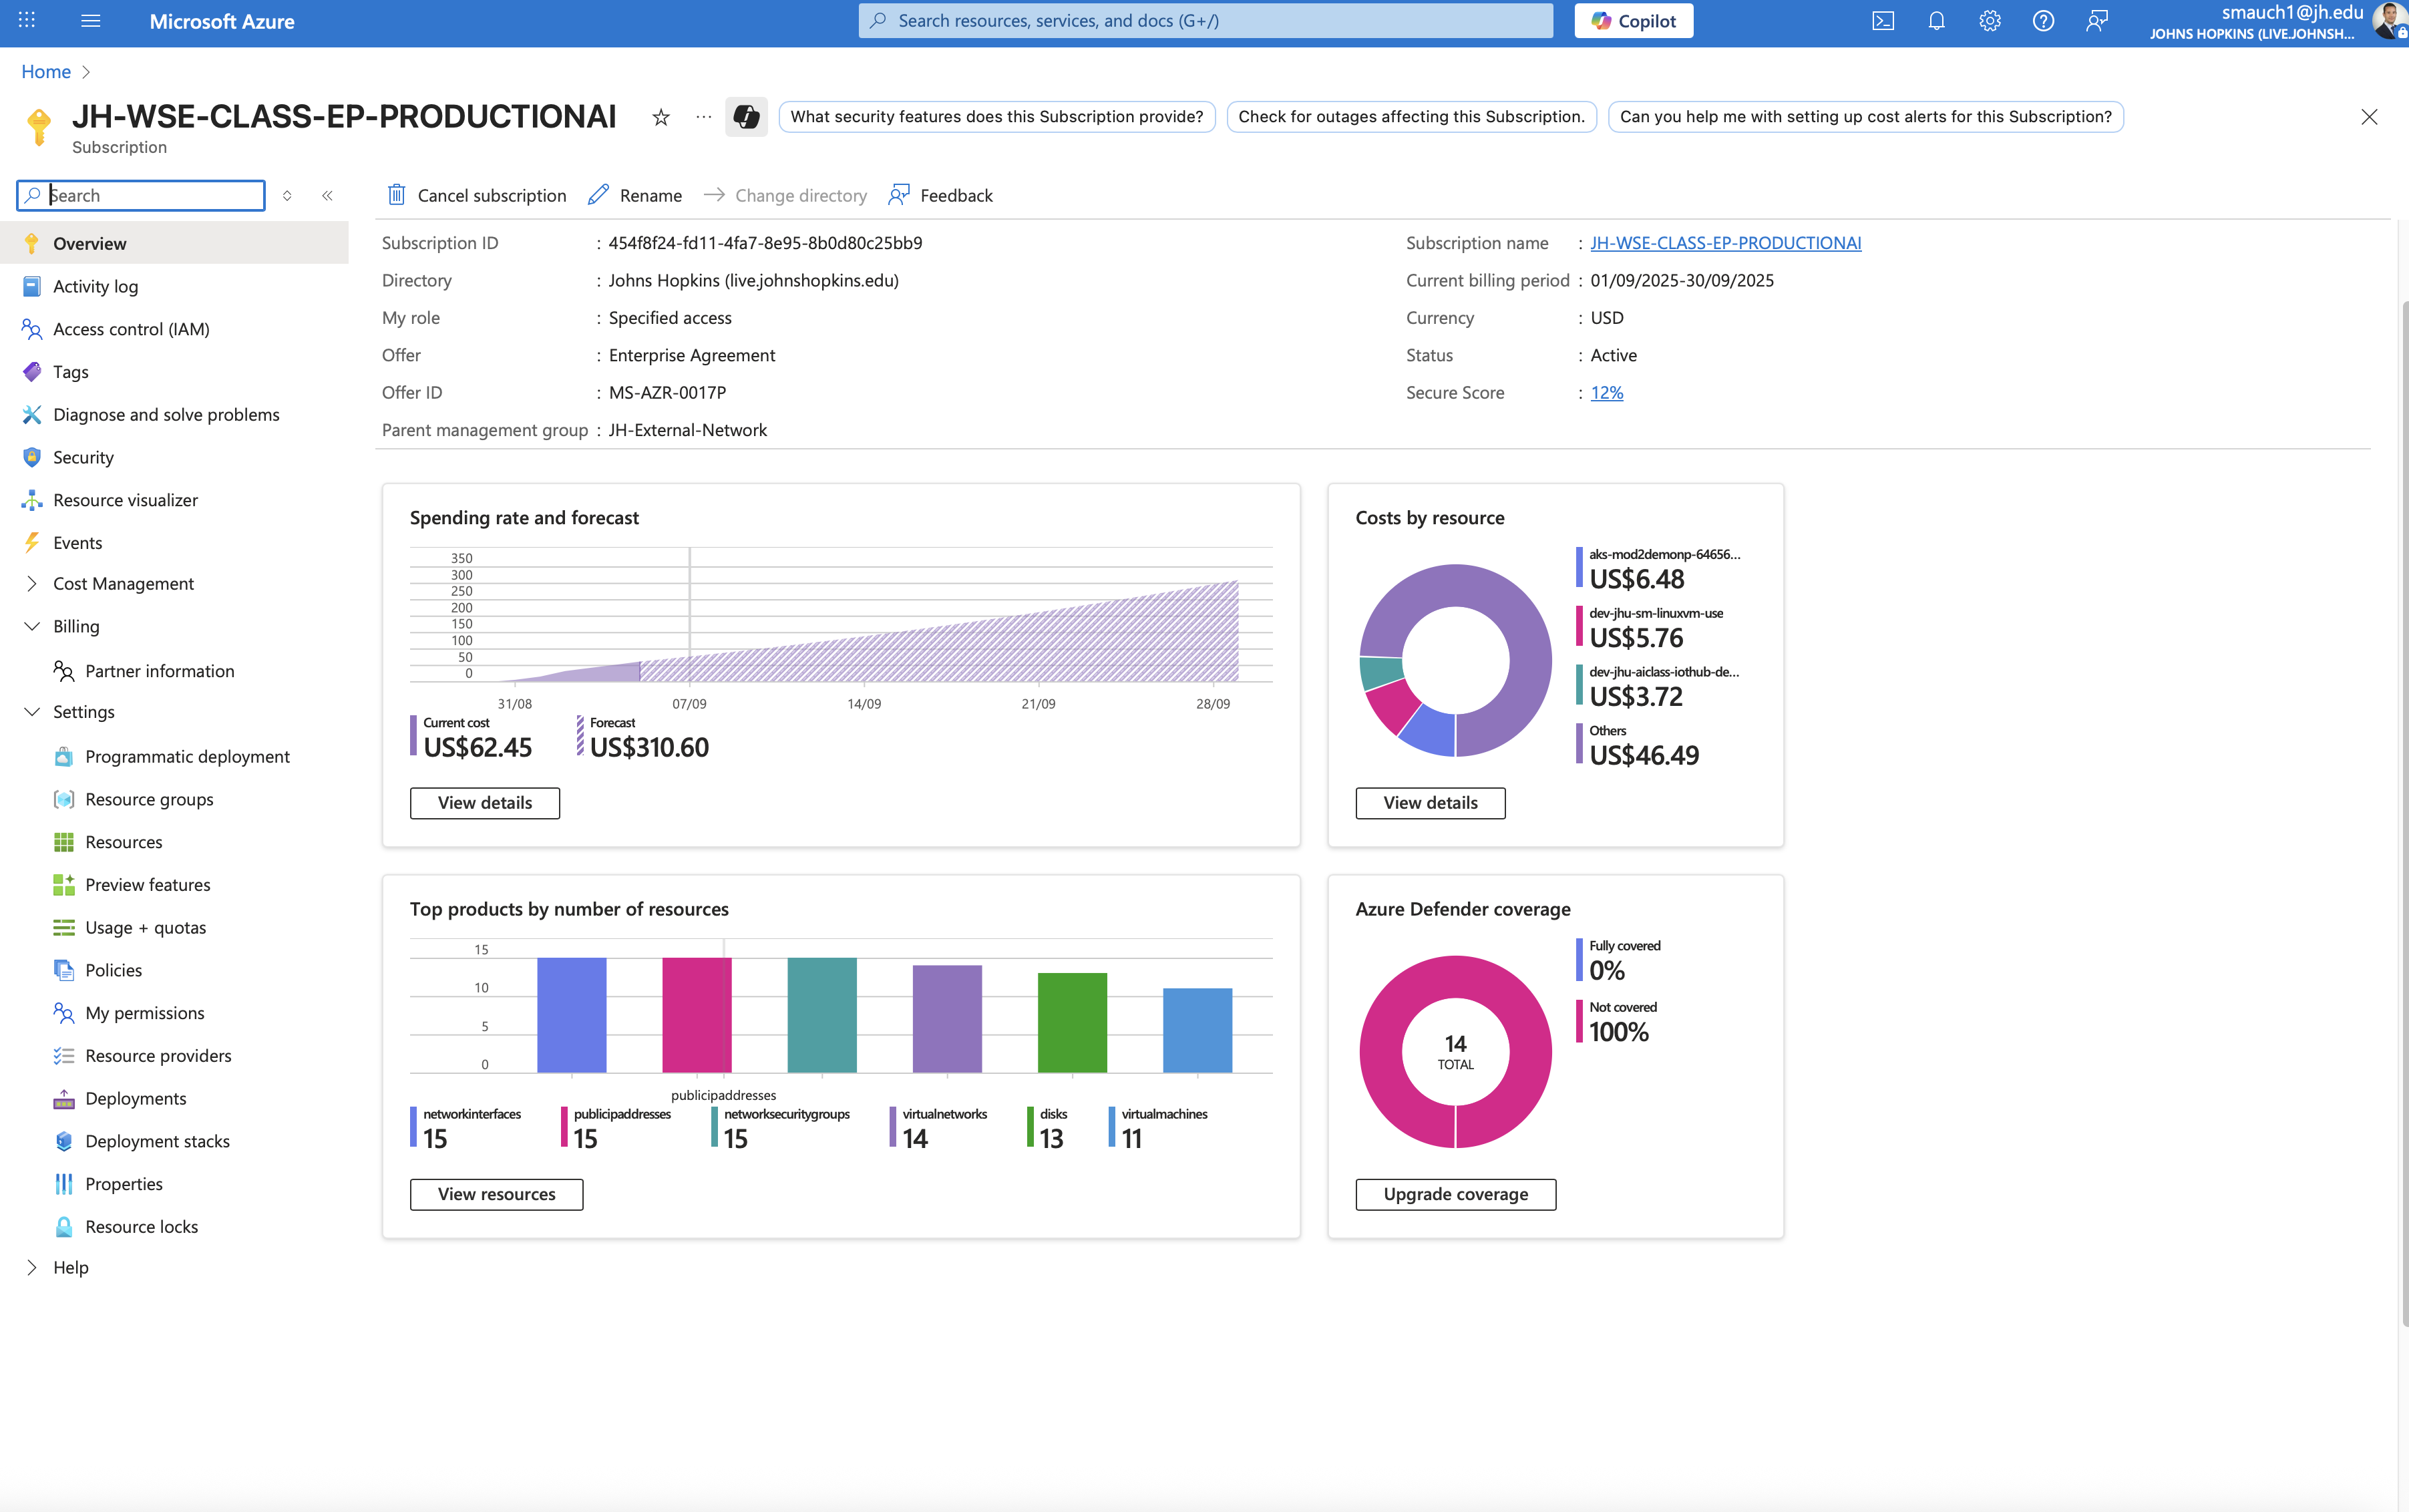 Microsoft Azure
Search resources, services, and docs (G+/)
Copilot
smauch1@jh.edu
JOHNS HOPKINS (LIVE.JOHNSH...
Home
JH-WSE-CLASS-EP-PRODUCTIONAI
Subscription
What security features does this Subscription provide?
Check for outages affecting this Subscription.
Can you help me with setting up cost alerts for this Subscription?
Search
Cancel subscription
Rename
Change directory
Feedback
Overview
Activity log
Access control (IAM)
Tags
Diagnose and solve problems
Security
Resource visualizer
Events
Cost Management
Billing
Partner information
Settings
Programmatic deployment
Resource groups
Resources
Preview features
Usage + quotas
Policies
My permissions
Resource providers
Deployments
Deployment stacks
Properties
Resource locks
Help
Subscription ID : 454f8f24-fd11-4fa7-8e95-8b0d80c25bb9
Directory : Johns Hopkins (live.johnshopkins.edu)
My role : Specified access
Offer : Enterprise Agreement
Offer ID : MS-AZR-0017P
Parent management group : JH-External-Network
Subscription name : JH-WSE-CLASS-EP-PRODUCTIONAI
Current billing period : 01/09/2025-30/09/2025
Currency : USD
Status : Active
Secure Score : 12%
Spending rate and forecast
350
300
250
200
150
100
50
0
31/08 07/09 14/09 21/09 28/09
Current cost
US$62.45
Forecast
US$310.60
View details
Costs by resource
aks-mod2demonp-64656...
US$6.48
dev-jhu-sm-linuxvm-use
US$5.76
dev-jhu-aiclass-iothub-de...
US$3.72
Others
US$46.49
View details
Top products by number of resources
15
10
5
0
publicipaddresses
networkinterfaces
15
publicipaddresses
15
networksecuritygroups
15
virtualnetworks
14
disks
13
virtualmachines
11
View resources
Azure Defender coverage
14
TOTAL
Fully covered
0%
Not covered
100%
Upgrade coverage